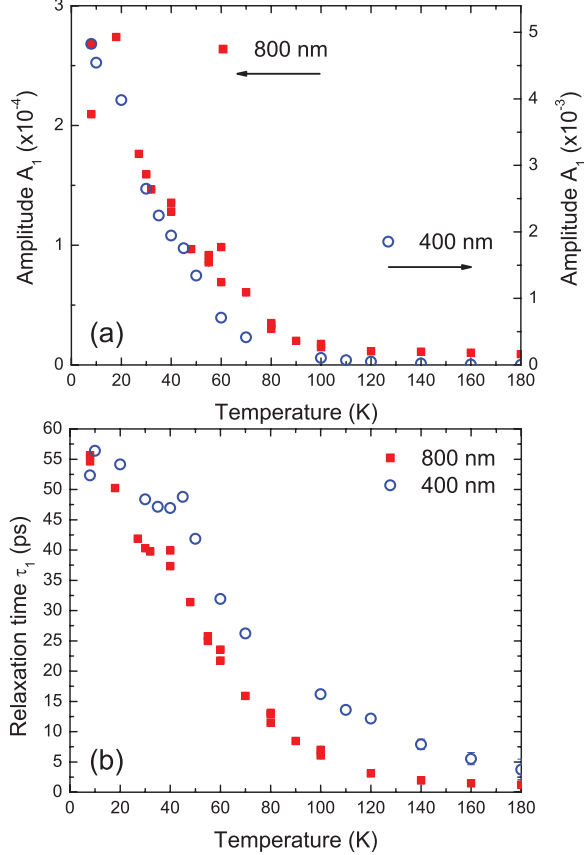 3
2
1
0
Amplitude A₁ (x10⁻⁴)
800 nm
400 nm
5
4
3
2
1
0
Amplitude A₁ (x10⁻³)
(a)
0 20 40 60 80 100 120 140 160 180
Temperature (K)
60
55
50
45
40
35
30
25
20
15
10
5
0
Relaxation time τ₁ (ps)
800 nm
400 nm
(b)
0 20 40 60 80 100 120 140 160 180
Temperature (K)